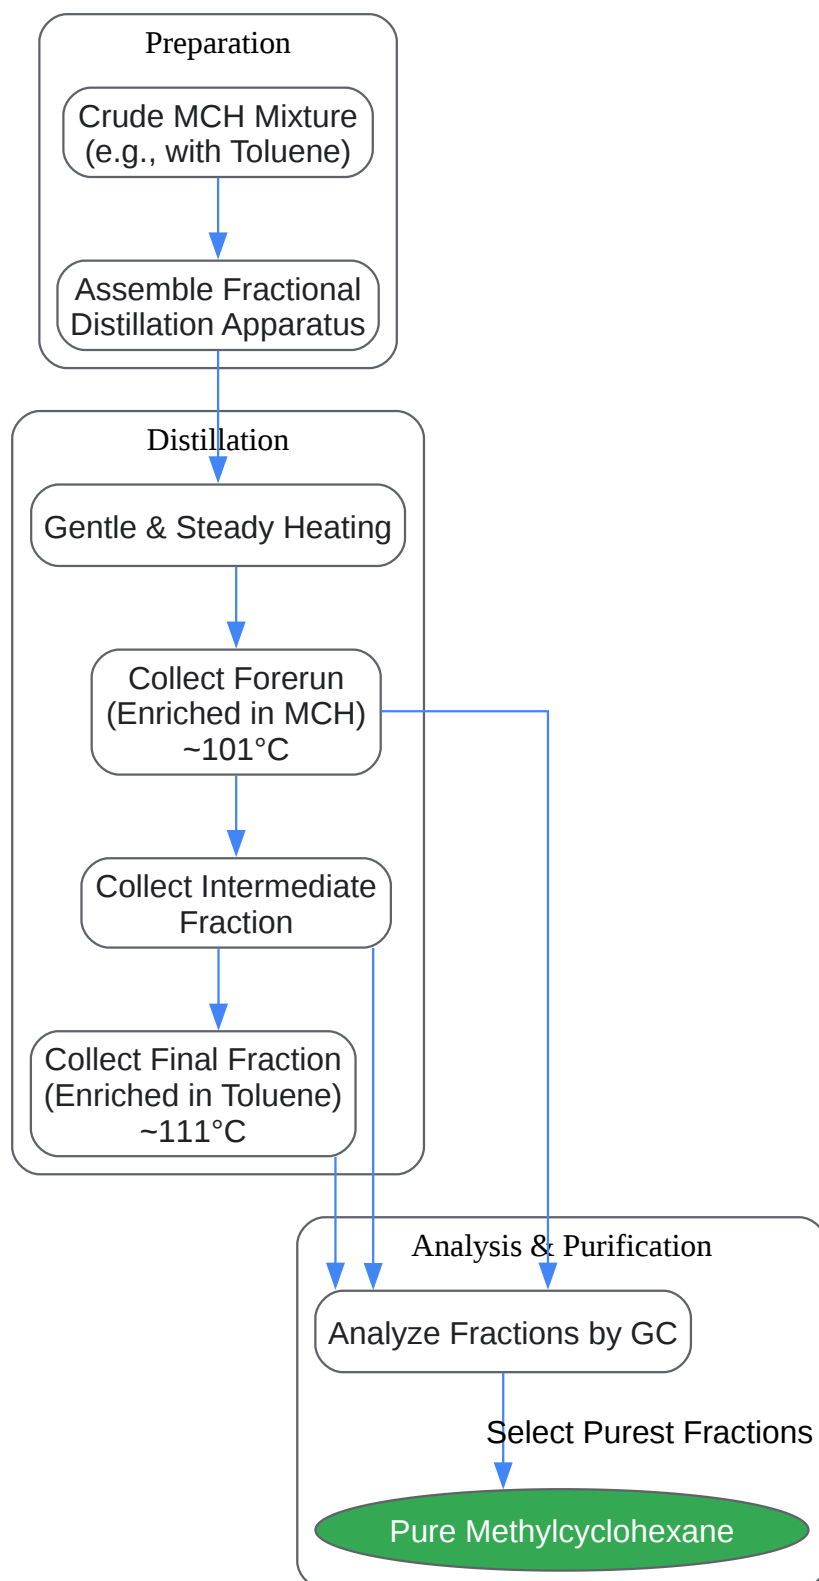 Preparation
Crude MCH Mixture
(e.g., with Toluene)
Assemble Fractional
Distillation Apparatus
Distillation
Gentle & Steady Heating
Collect Forerun
(Enriched in MCH)
~101°C
Collect Intermediate
Fraction
Collect Final Fraction
(Enriched in Toluene)
~111°C
Analysis & Purification
Analyze Fractions by GC
Select Purest Fractions
Pure Methylcyclohexane